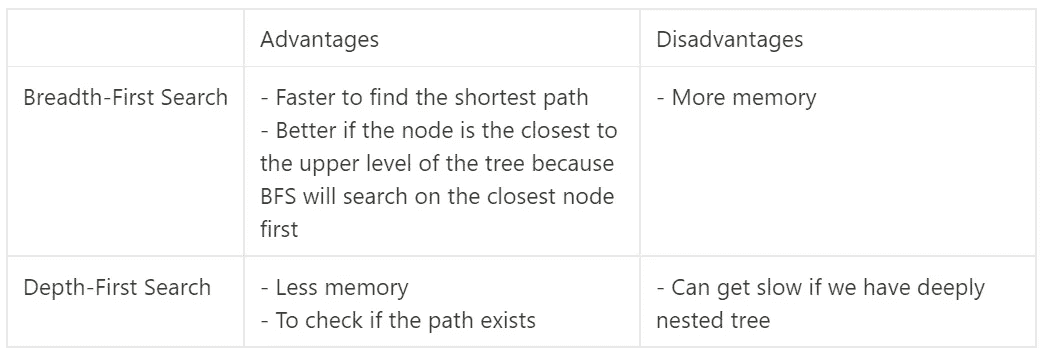 Advantages
Disadvantages
Breadth-First Search
- Faster to find the shortest path
- Better if the node is the closest to
the upper level of the tree because
BFS will search on the closest node
first
- More memory
Depth-First Search
- Less memory
- To check if the path exists
- Can get slow if we have deeply
nested tree